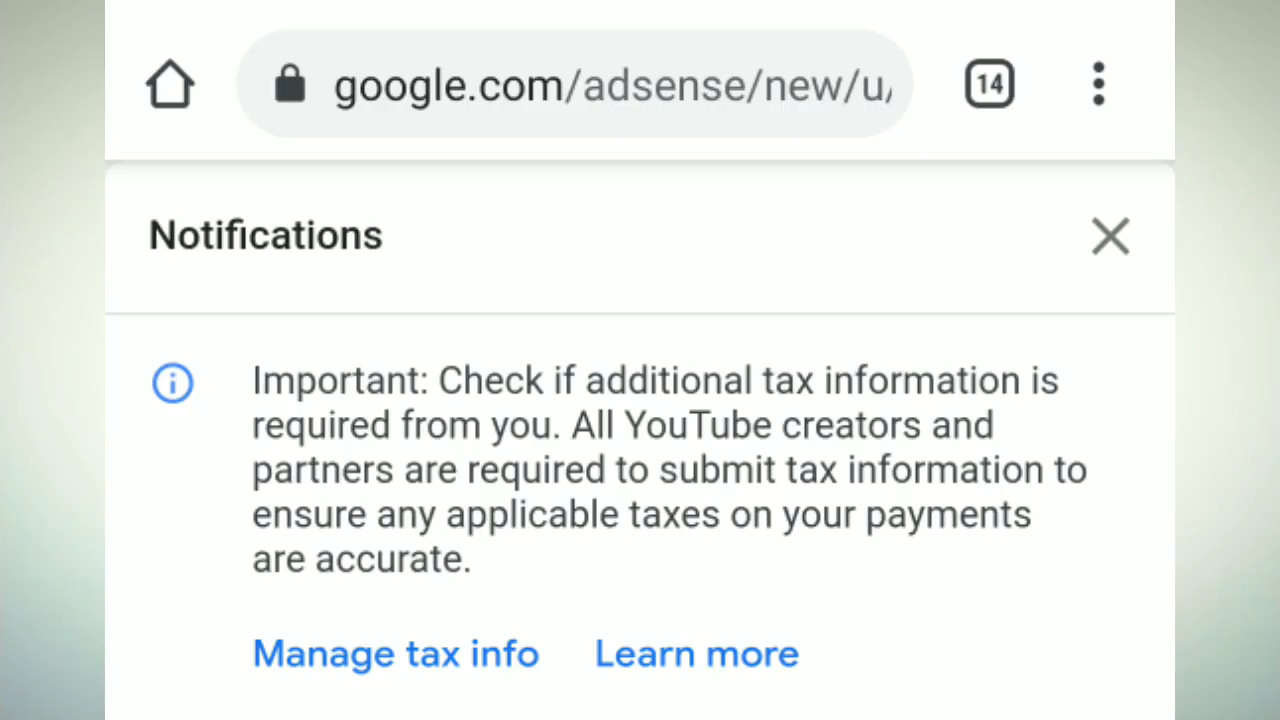 google.com/adsense/new/u/
14
Notifications
Important: Check if additional tax information is
required from you. All YouTube creators and
partners are required to submit tax information to
ensure any applicable taxes on your payments
are accurate.
Manage tax info
Learn more